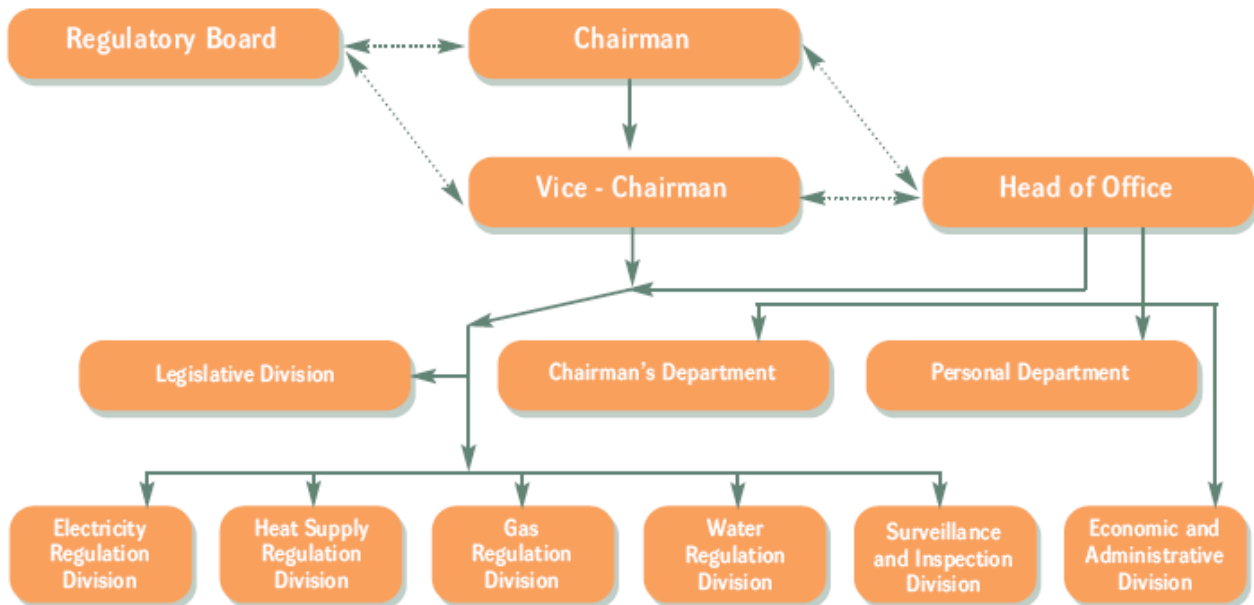 Regulatory Board
Chairman
Vice - Chairman
Head of Office
Legislative Division
Chairman's Department
Personal Department
Electricity
Regulation
Division
Heat Supply
Regulation
Division
Gas
Regulation
Division
Water
Regulation
Division
Surveillance
and Inspection
Division
Economic and
Administrative
Division